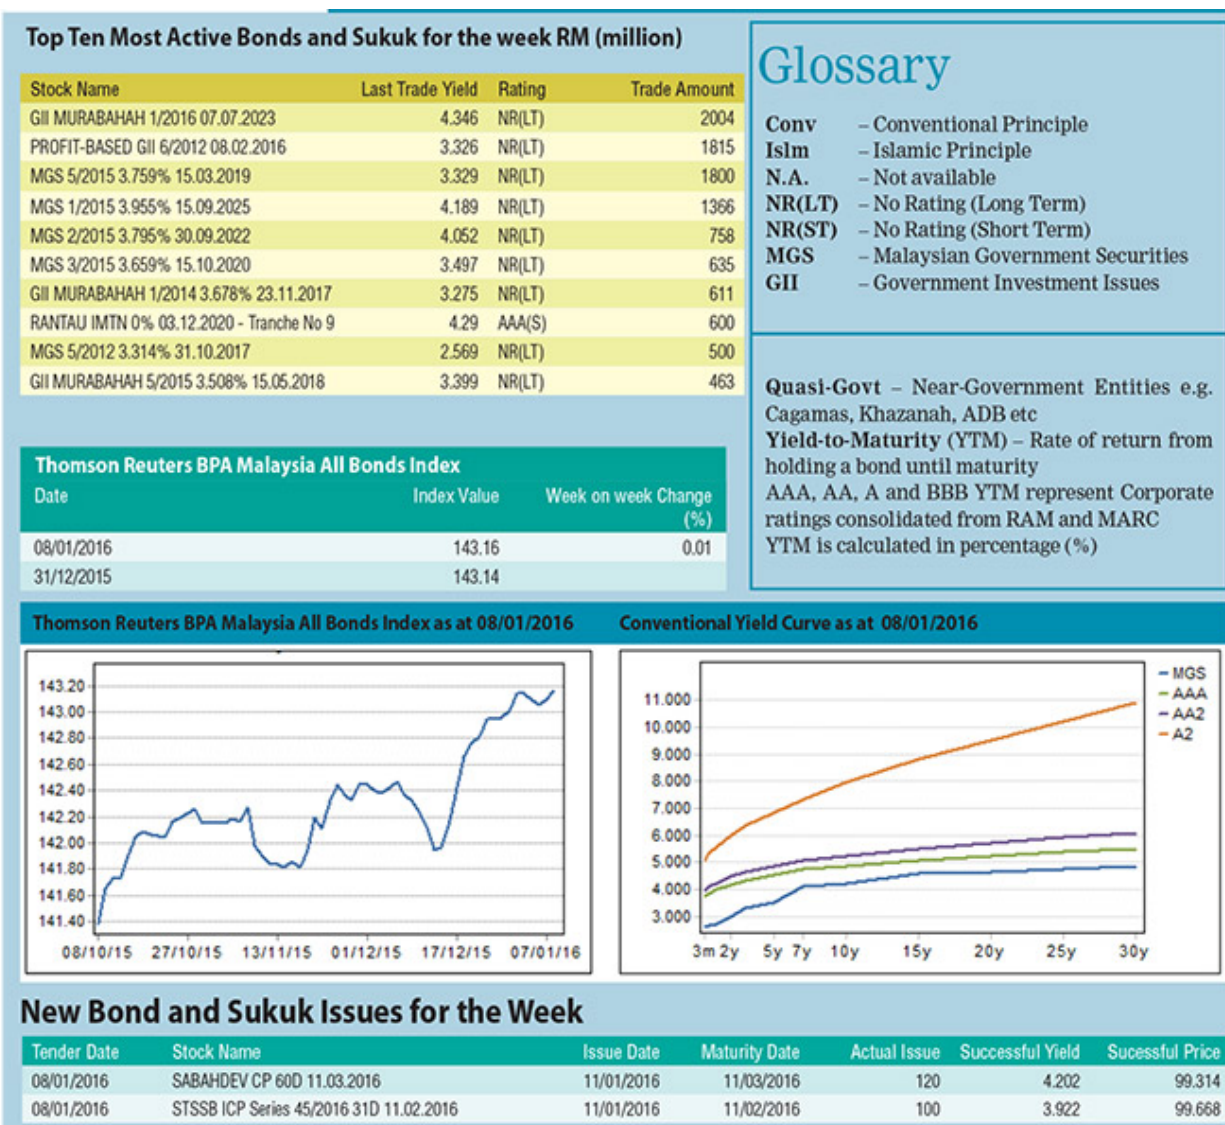 Top Ten Most Active Bonds and Sukuk for the week RM (million)
Stock Name Last Trade Yield Rating Trade Amount
GII MURABAHAH 1/2016 07.07.2023 4.346 NR(LT) 2004
PROFIT-BASED GII 6/2012 08.02.2016 3.326 NR(LT) 1815
MGS 5/2015 3.759% 15.03.2019 3.329 NR(LT) 1800
MGS 1/2015 3.955% 15.09.2025 4.189 NR(LT) 1366
MGS 2/2015 3.795% 30.09.2022 4.052 NR(LT) 758
MGS 3/2015 3.659% 15.10.2020 3.497 NR(LT) 635
GII MURABAHAH 1/2014 3.678% 23.11.2017 3.275 NR(LT) 611
RANTAU IMTN 0% 03.12.2020 - Tranche No 9 4.29 AAA(S) 600
MGS 5/2012 3.314% 31.10.2017 2.569 NR(LT) 500
GII MURABAHAH 5/2015 3.508% 15.05.2018 3.399 NR(LT) 463
Glossary
Conv – Conventional Principle
Islm – Islamic Principle
N.A. – Not available
NR(LT) – No Rating (Long Term)
NR(ST) – No Rating (Short Term)
MGS – Malaysian Government Securities
GII – Government Investment Issues
Quasi-Govt – Near-Government Entities e.g.
Cagamas, Khazanah, ADB etc
Yield-to-Maturity (YTM) – Rate of return from
holding a bond until maturity
AAA, AA, A and BBB YTM represent Corporate
ratings consolidated from RAM and MARC
YTM is calculated in percentage (%)
Thomson Reuters BPA Malaysia All Bonds Index
Date Index Value Week on week Change
(%)
08/01/2016 143.16 0.01
31/12/2015 143.14
Thomson Reuters BPA Malaysia All Bonds Index as at 08/01/2016
143.20
143.00
142.80
142.60
142.40
142.20
142.00
141.80
141.60
141.40
08/10/15 27/10/15 13/11/15 01/12/15 17/12/15 07/01/16
Conventional Yield Curve as at 08/01/2016
11.000
10.000
9.000
8.000
7.000
6.000
5.000
4.000
3.000
3m 2y 5y 7y 10y 15y 20y 25y 30y
MGS
AAA
AA2
A2
New Bond and Sukuk Issues for the Week
Tender Date Stock Name Issue Date Maturity Date Actual Issue Successful Yield Sucessful Price
08/01/2016 SABAHDEV CP 60D 11.03.2016 11/01/2016 11/03/2016 120 4.202 99.314
08/01/2016 STSSB ICP Series 45/2016 31D 11.02.2016 11/01/2016 11/02/2016 100 3.922 99.668